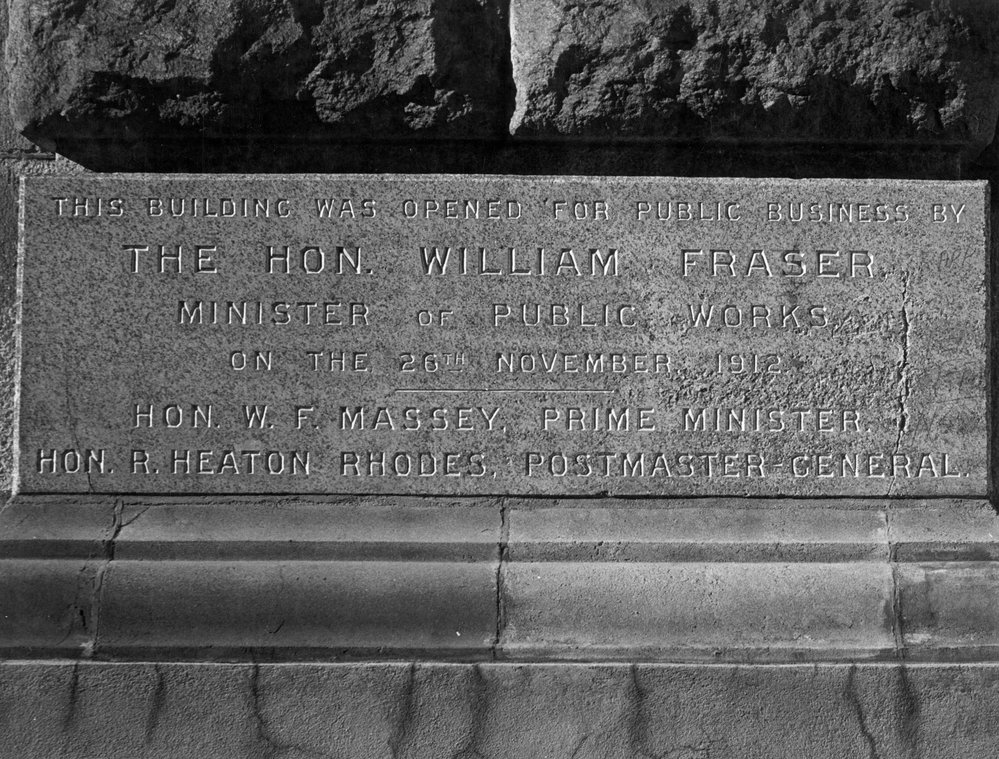 THIS BUILDING WAS OPENED FOR PUBLIC BUSINESS BY
THE HON. WILLIAM FRASER.
MINISTER OF PUBLIC WORKS
ON THE 26TH NOVEMBER, 1912.
HON. W. F. MASSEY, PRIME MINISTER.
HON. R. HEATON RHODES, POSTMASTER-GENERAL.